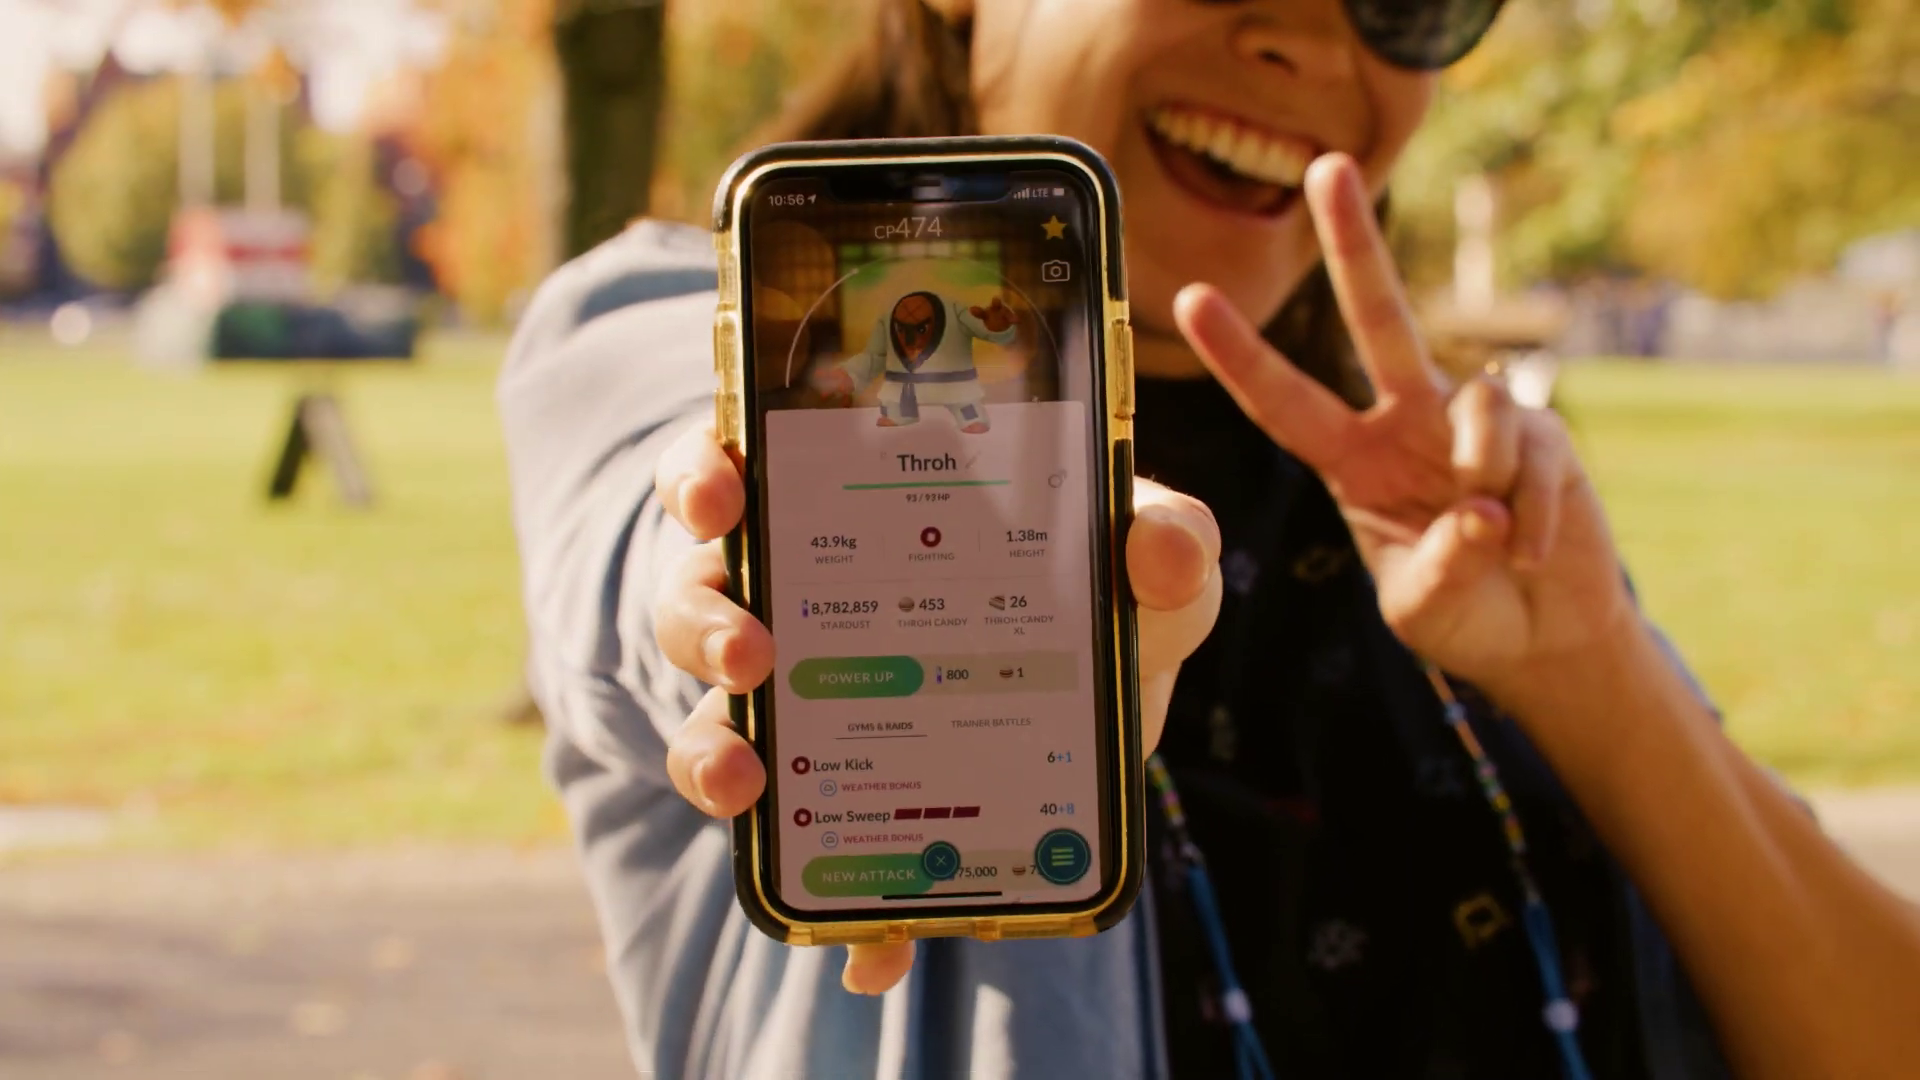 10:56 LTE
CP474
Throh
93 / 93 HP
43.9kg FIGHTING 1.38m
WEIGHT HEIGHT
8,782,859 453 26
STARDUST THROH CANDY THROH CANDY
XL
POWER UP 800 1
GYMS & RAIDS TRAINER BATTLES
Low Kick 6+1
WEATHER BONUS
Low Sweep 40+8
WEATHER BONUS
NEW ATTACK 75,000